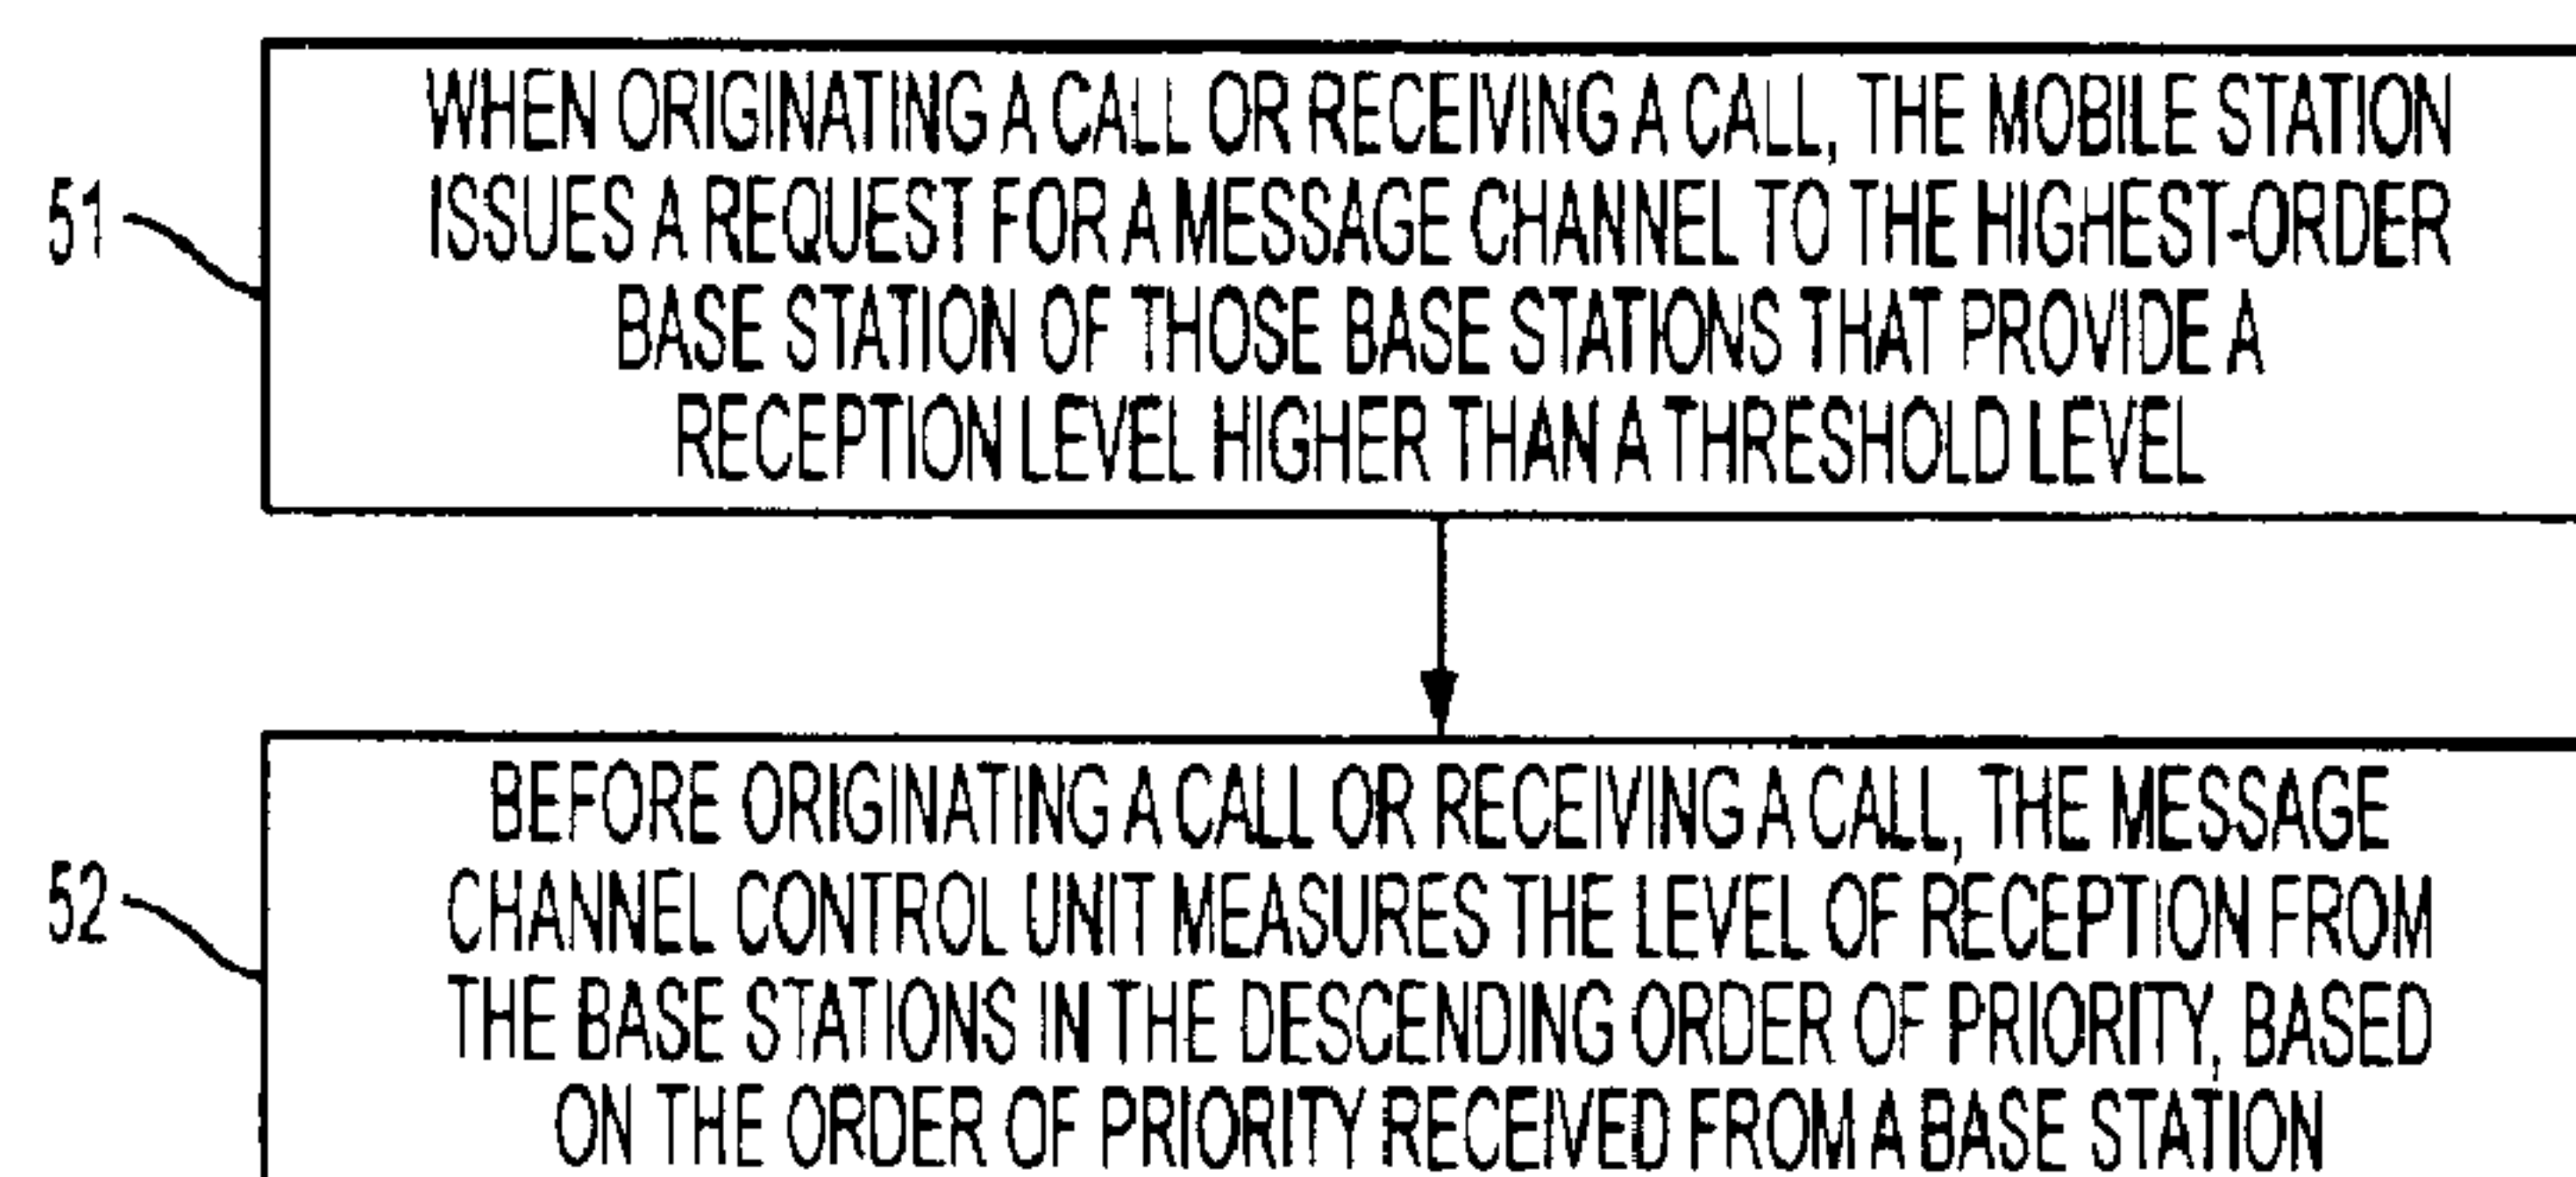 WHEN ORIGINATING A CALL OR RECEIVING A CALL, THE MOBILE STATION
ISSUES A REQUEST FOR A MESSAGE CHANNEL TO THE HIGHEST-ORDER
51
BASE STATION OF THOSE BASE STATIONS THAT PROVIDE A
RECEPTION LEVEL HIGHER THAN A THRESHOLD LEVEL
BEFORE ORIGINATING A CALL OR RECEIVING A CALL, THE MESSAGE
52
CHANNEL CONTROL UNIT MEASURES THE LEVEL OF RECEPTION FROM
THE BASE STATIONS IN THE DESCENDING ORDER OF PRIORITY, BASED
ON THE ORDER OF PRIORITY RECEIVED FROM A BASE STATION